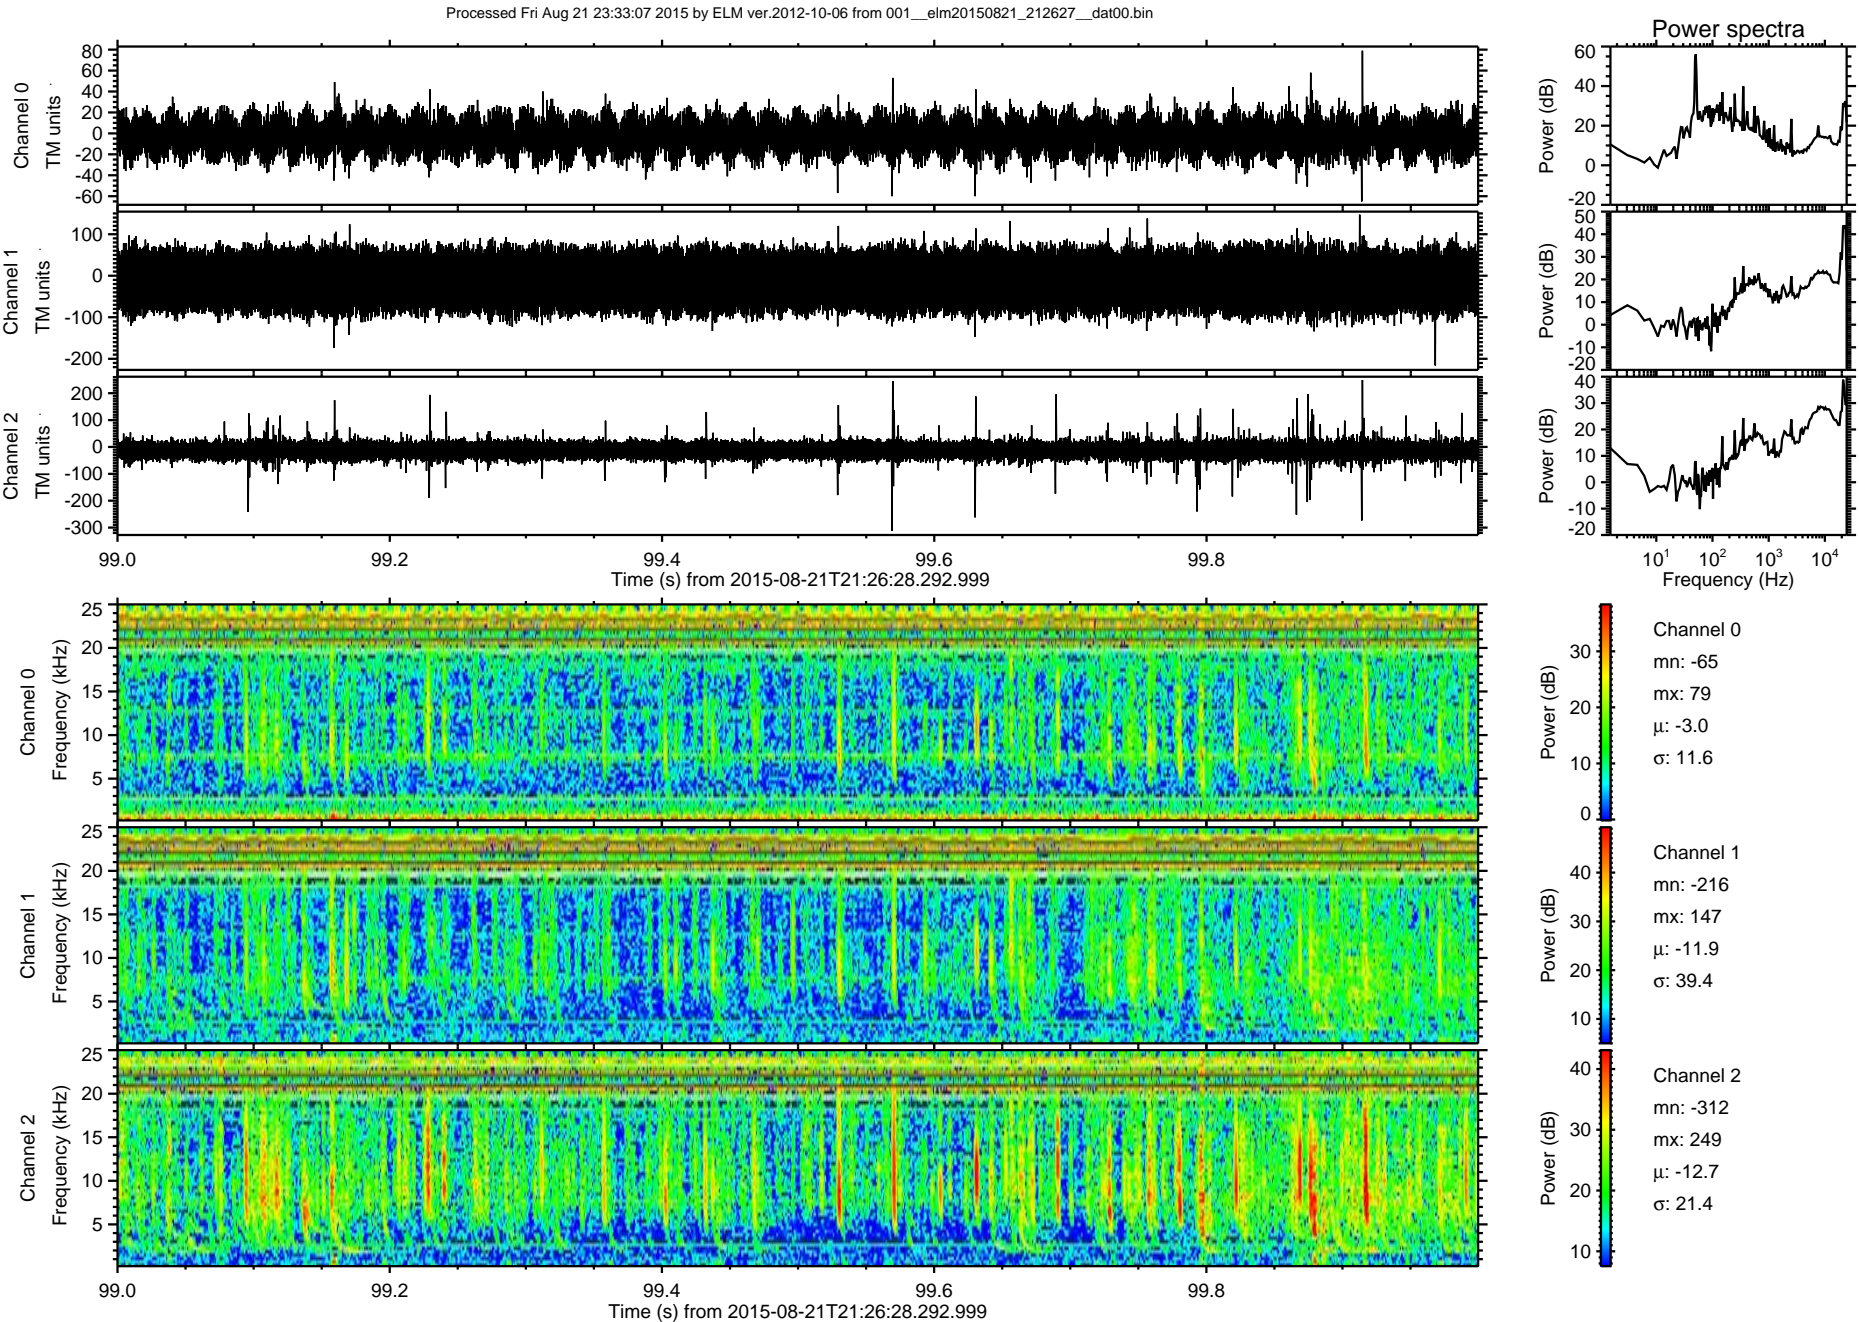 Processed Fri Aug 21 23:33:07 2015 by ELM ver.2012-10-06 from 001__elm20150821_212627__dat00.bin
Power spectra
Channel 0
TM units
80
60
40
20
0
-20
-40
-60
Power (dB)
60
40
20
0
-20
Channel 1
TM units
100
0
-100
-200
Power (dB)
50
40
30
20
10
0
-10
-20
Channel 2
TM units
200
100
0
-100
-200
-300
Power (dB)
40
30
20
10
0
-10
-20
99.0 99.2 99.4 99.6 99.8
Time (s) from 2015-08-21T21:26:28.292.999
10¹ 10² 10³ 10⁴
Frequency (Hz)
Channel 0
Frequency (kHz)
25
20
15
10
5
Power (dB)
30
20
10
0
Channel 0
mn: -65
mx: 79
μ: -3.0
σ: 11.6
Channel 1
Frequency (kHz)
25
20
15
10
5
Power (dB)
40
30
20
10
Channel 1
mn: -216
mx: 147
μ: -11.9
σ: 39.4
Channel 2
Frequency (kHz)
25
20
15
10
5
Power (dB)
40
30
20
10
Channel 2
mn: -312
mx: 249
μ: -12.7
σ: 21.4
99.0 99.2 99.4 99.6 99.8
Time (s) from 2015-08-21T21:26:28.292.999